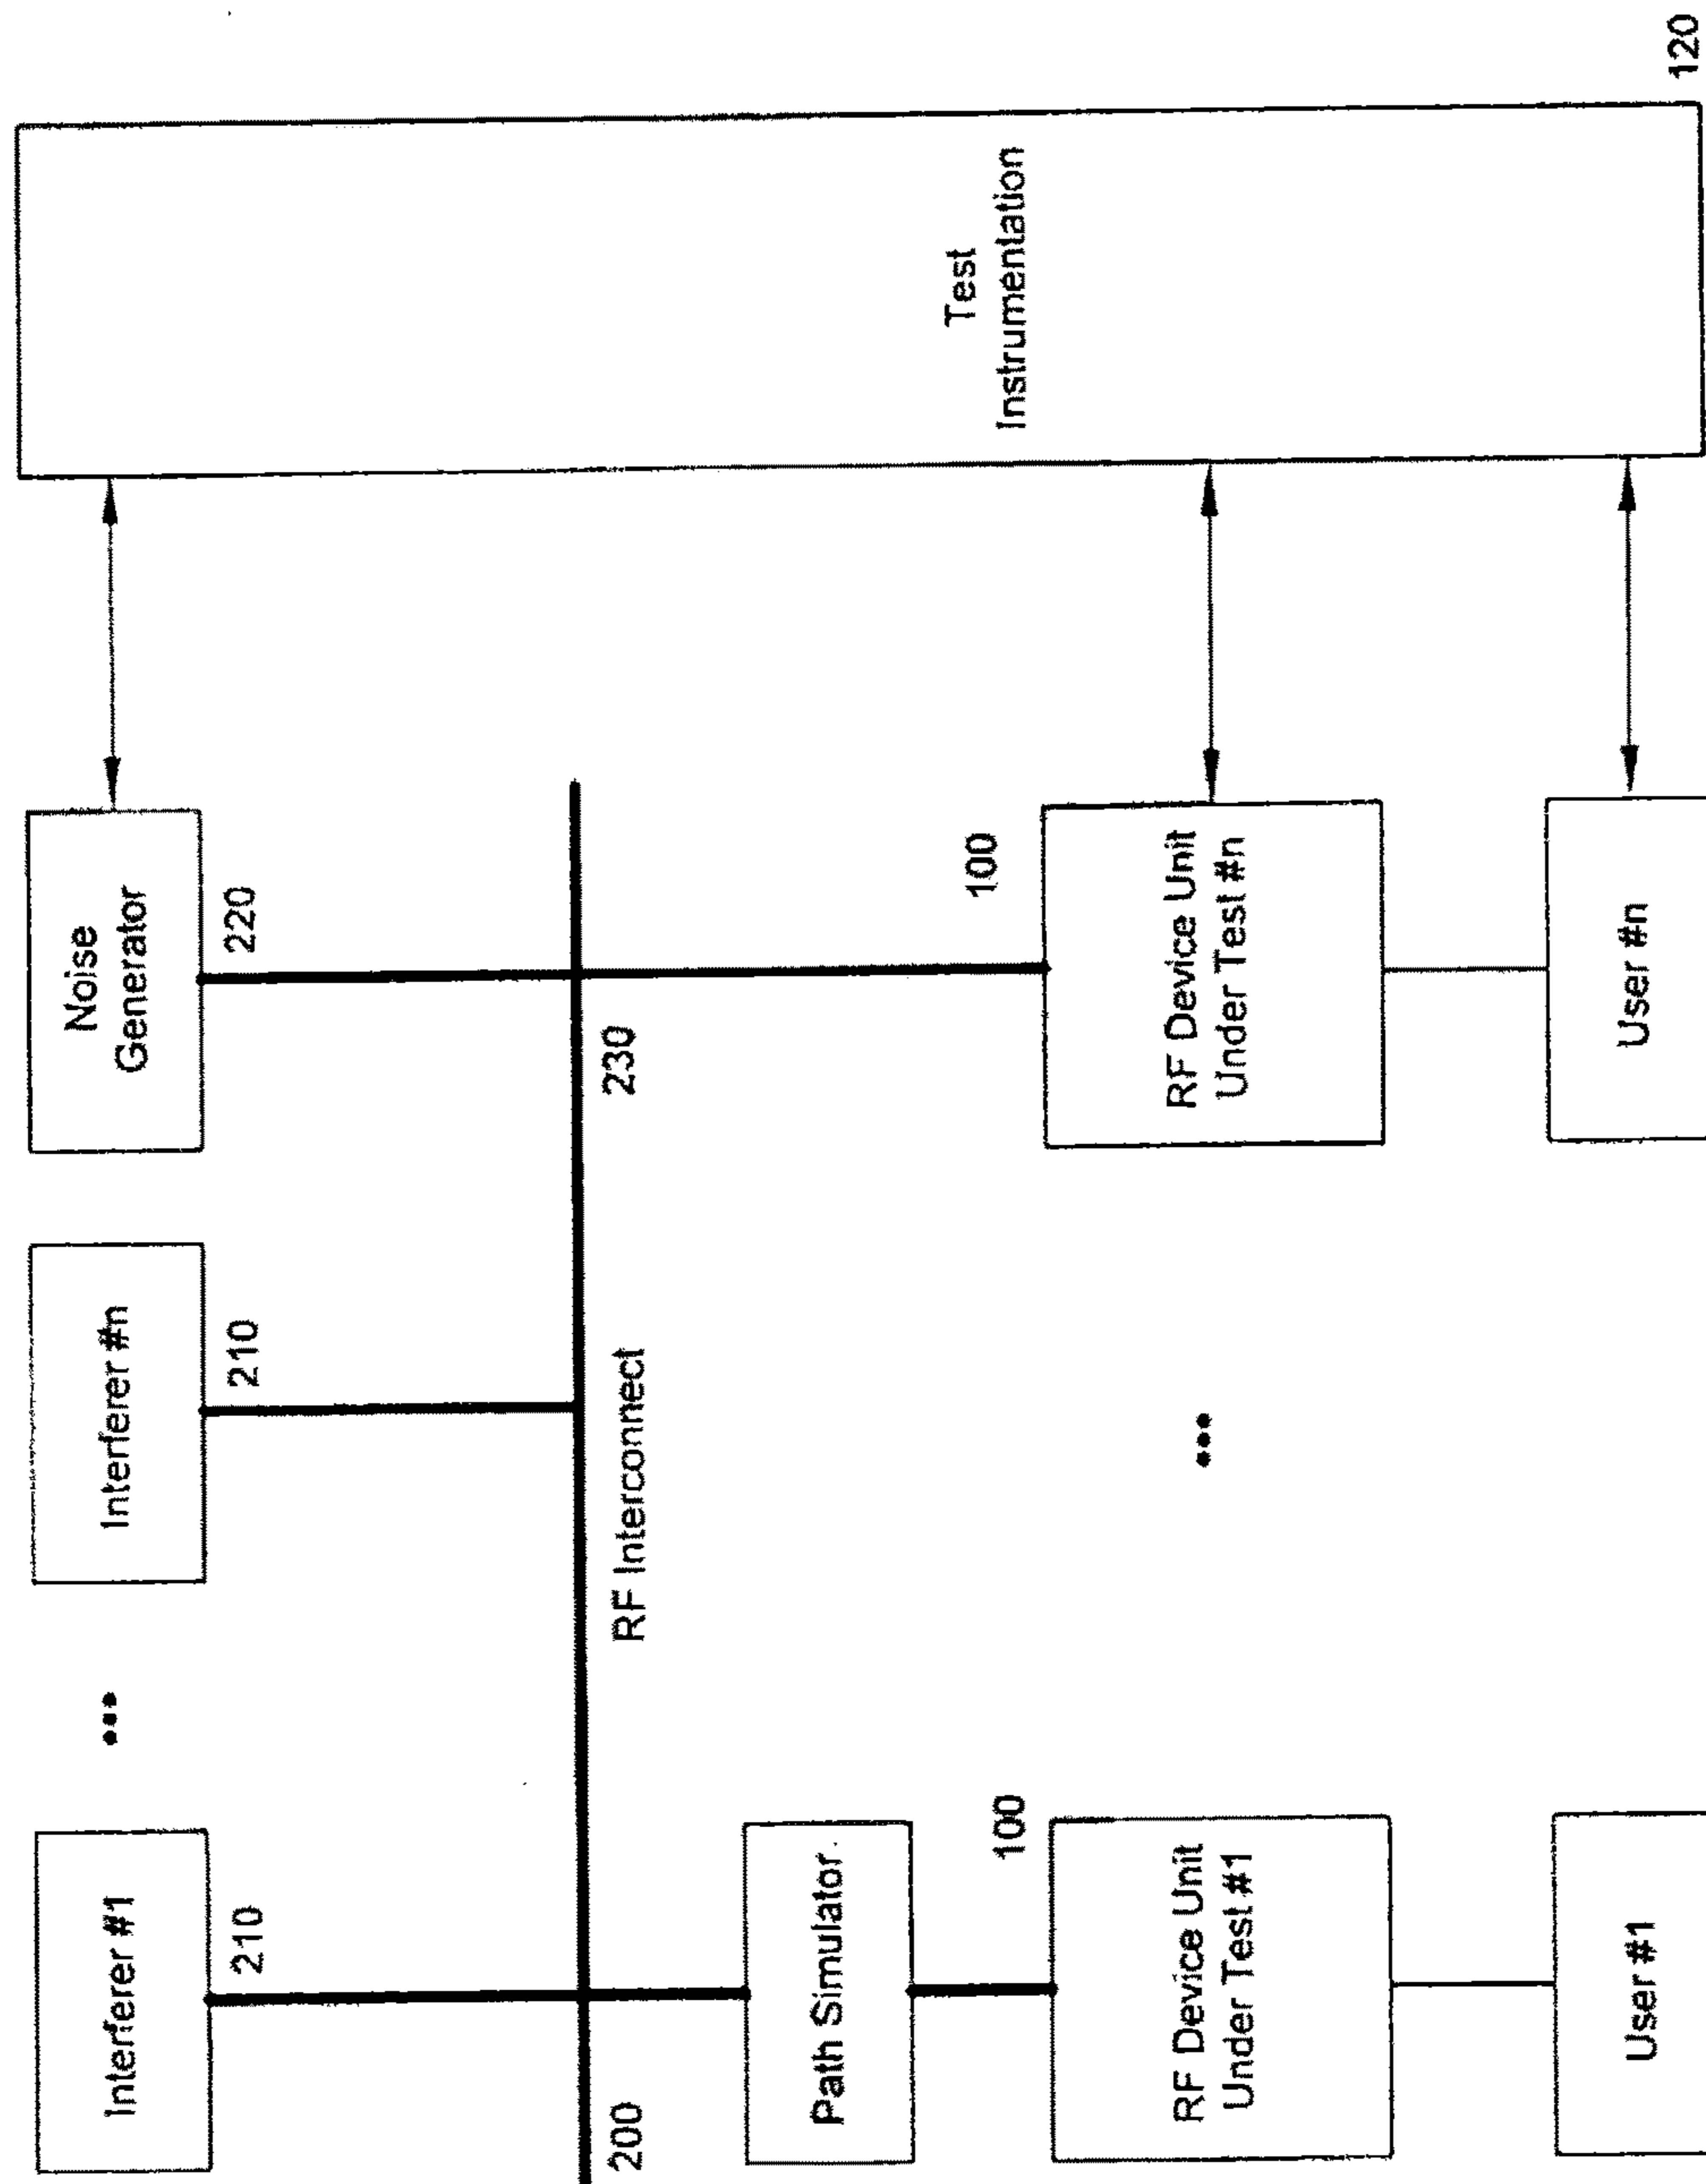 Interferer #1
210
Interferer #n
210
Noise
Generator
220
200
RF Interconnect
230
Path Simulator
100
RF Device Unit
Under Test #1
100
RF Device Unit
Under Test #n
User #1
User #n
Test
Instrumentation
120